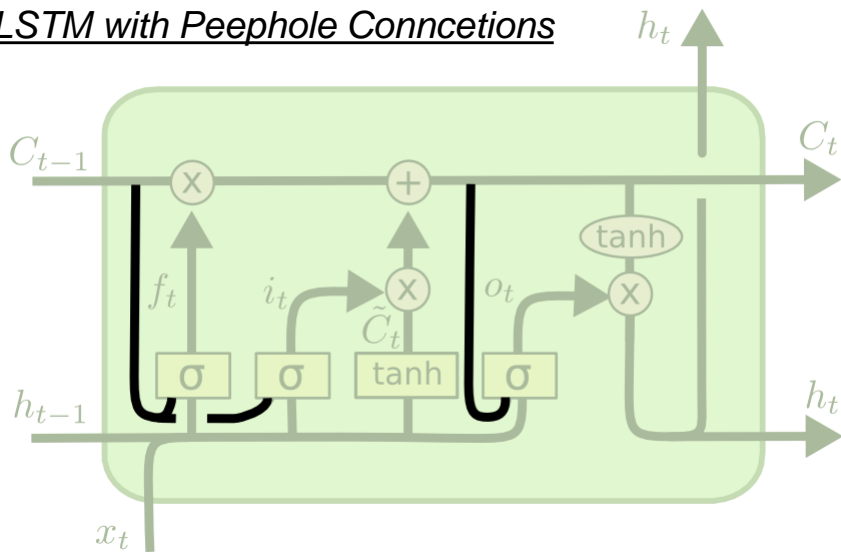 LSTM with Peephole Conncetions
h_t
C_{t-1}
C_t
x
+
tanh
f_t
i_t
x
o_t
x
C̃_t
σ
σ
tanh
σ
h_{t-1}
h_t
x_t